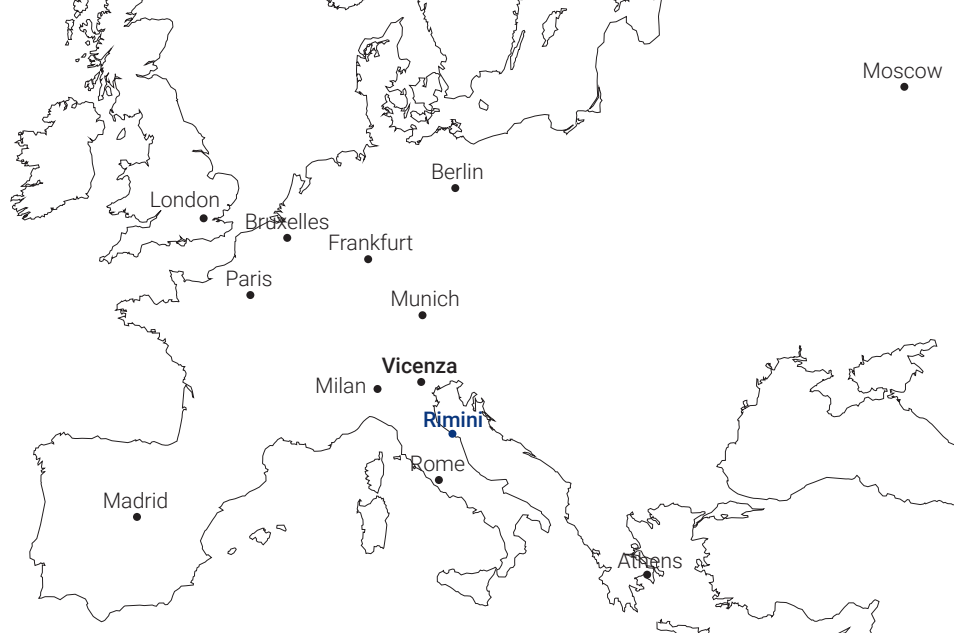 Moscow
Berlin
London
Bruxelles
Frankfurt
Paris
Munich
Vicenza
Milan
Rimini
Rome
Madrid
Athens